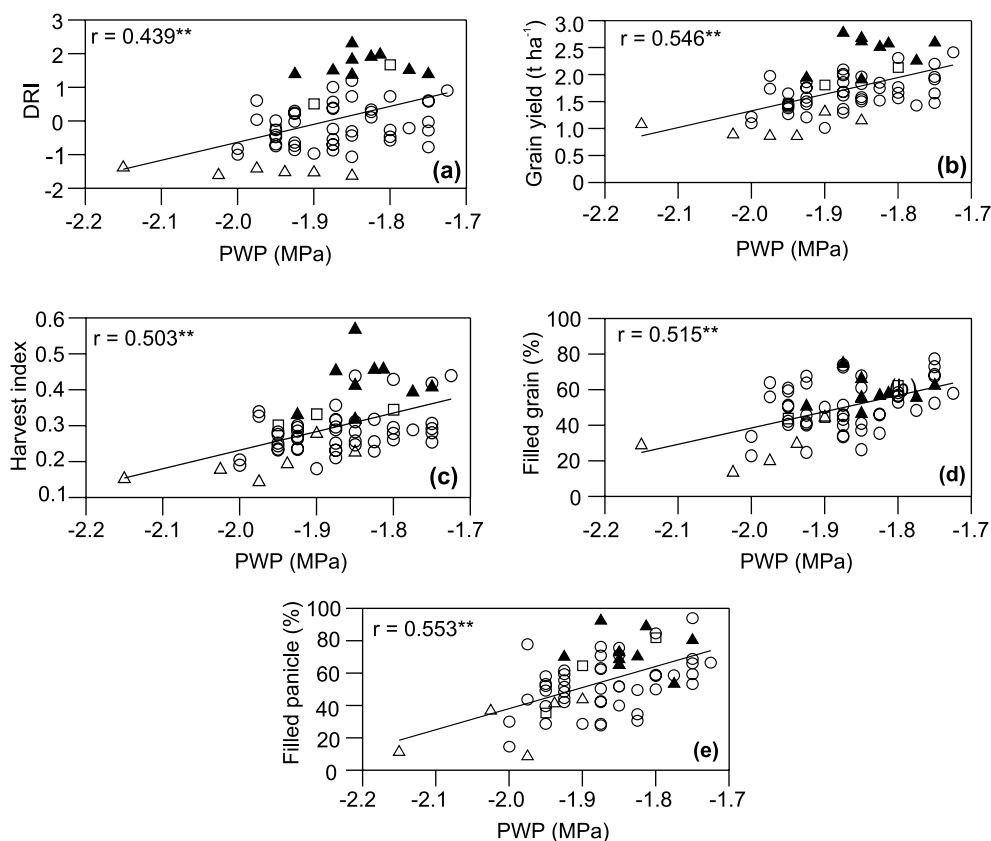 3
2
1
0
-1
-2
DRI
r = 0.439**
(a)
-2.2 -2.1 -2.0 -1.9 -1.8 -1.7
PWP (MPa)
3.0
2.5
2.0
1.5
1.0
0.5
0.0
Grain yield (t ha-1)
r = 0.546**
(b)
-2.2 -2.1 -2.0 -1.9 -1.8 -1.7
PWP (MPa)
0.6
0.5
0.4
0.3
0.2
0.1
Harvest index
r = 0.503**
(c)
-2.2 -2.1 -2.0 -1.9 -1.8 -1.7
PWP (MPa)
100
80
60
40
20
0
Filled grain (%)
r = 0.515**
(d)
-2.2 -2.1 -2.0 -1.9 -1.8 -1.7
PWP (MPa)
100
80
60
40
20
0
Filled panicle (%)
r = 0.553**
(e)
-2.2 -2.1 -2.0 -1.9 -1.8 -1.7
PWP (MPa)